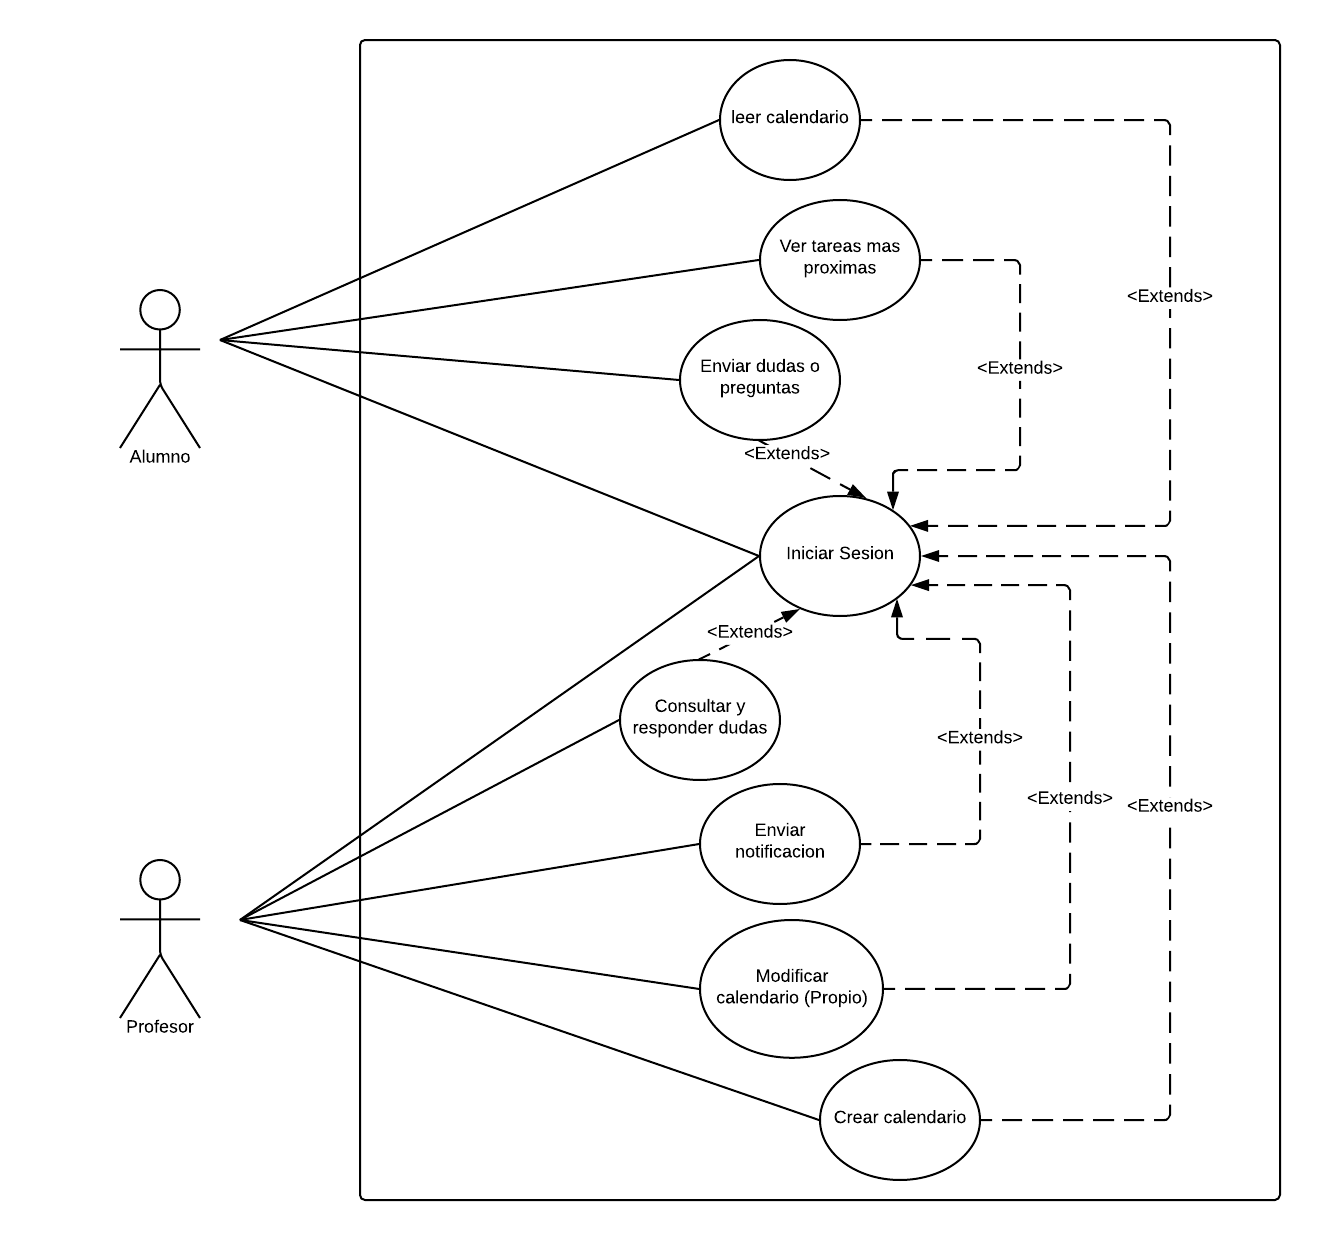 leer calendario
Ver tareas mas
proximas
<Extends>
Enviar dudas o
preguntas
<Extends>
<Extends>
Alumno
Iniciar Sesion
<Extends>
Consultar y
responder dudas
<Extends>
<Extends>
<Extends>
Enviar
notificacion
Modificar
calendario (Propio)
Profesor
Crear calendario